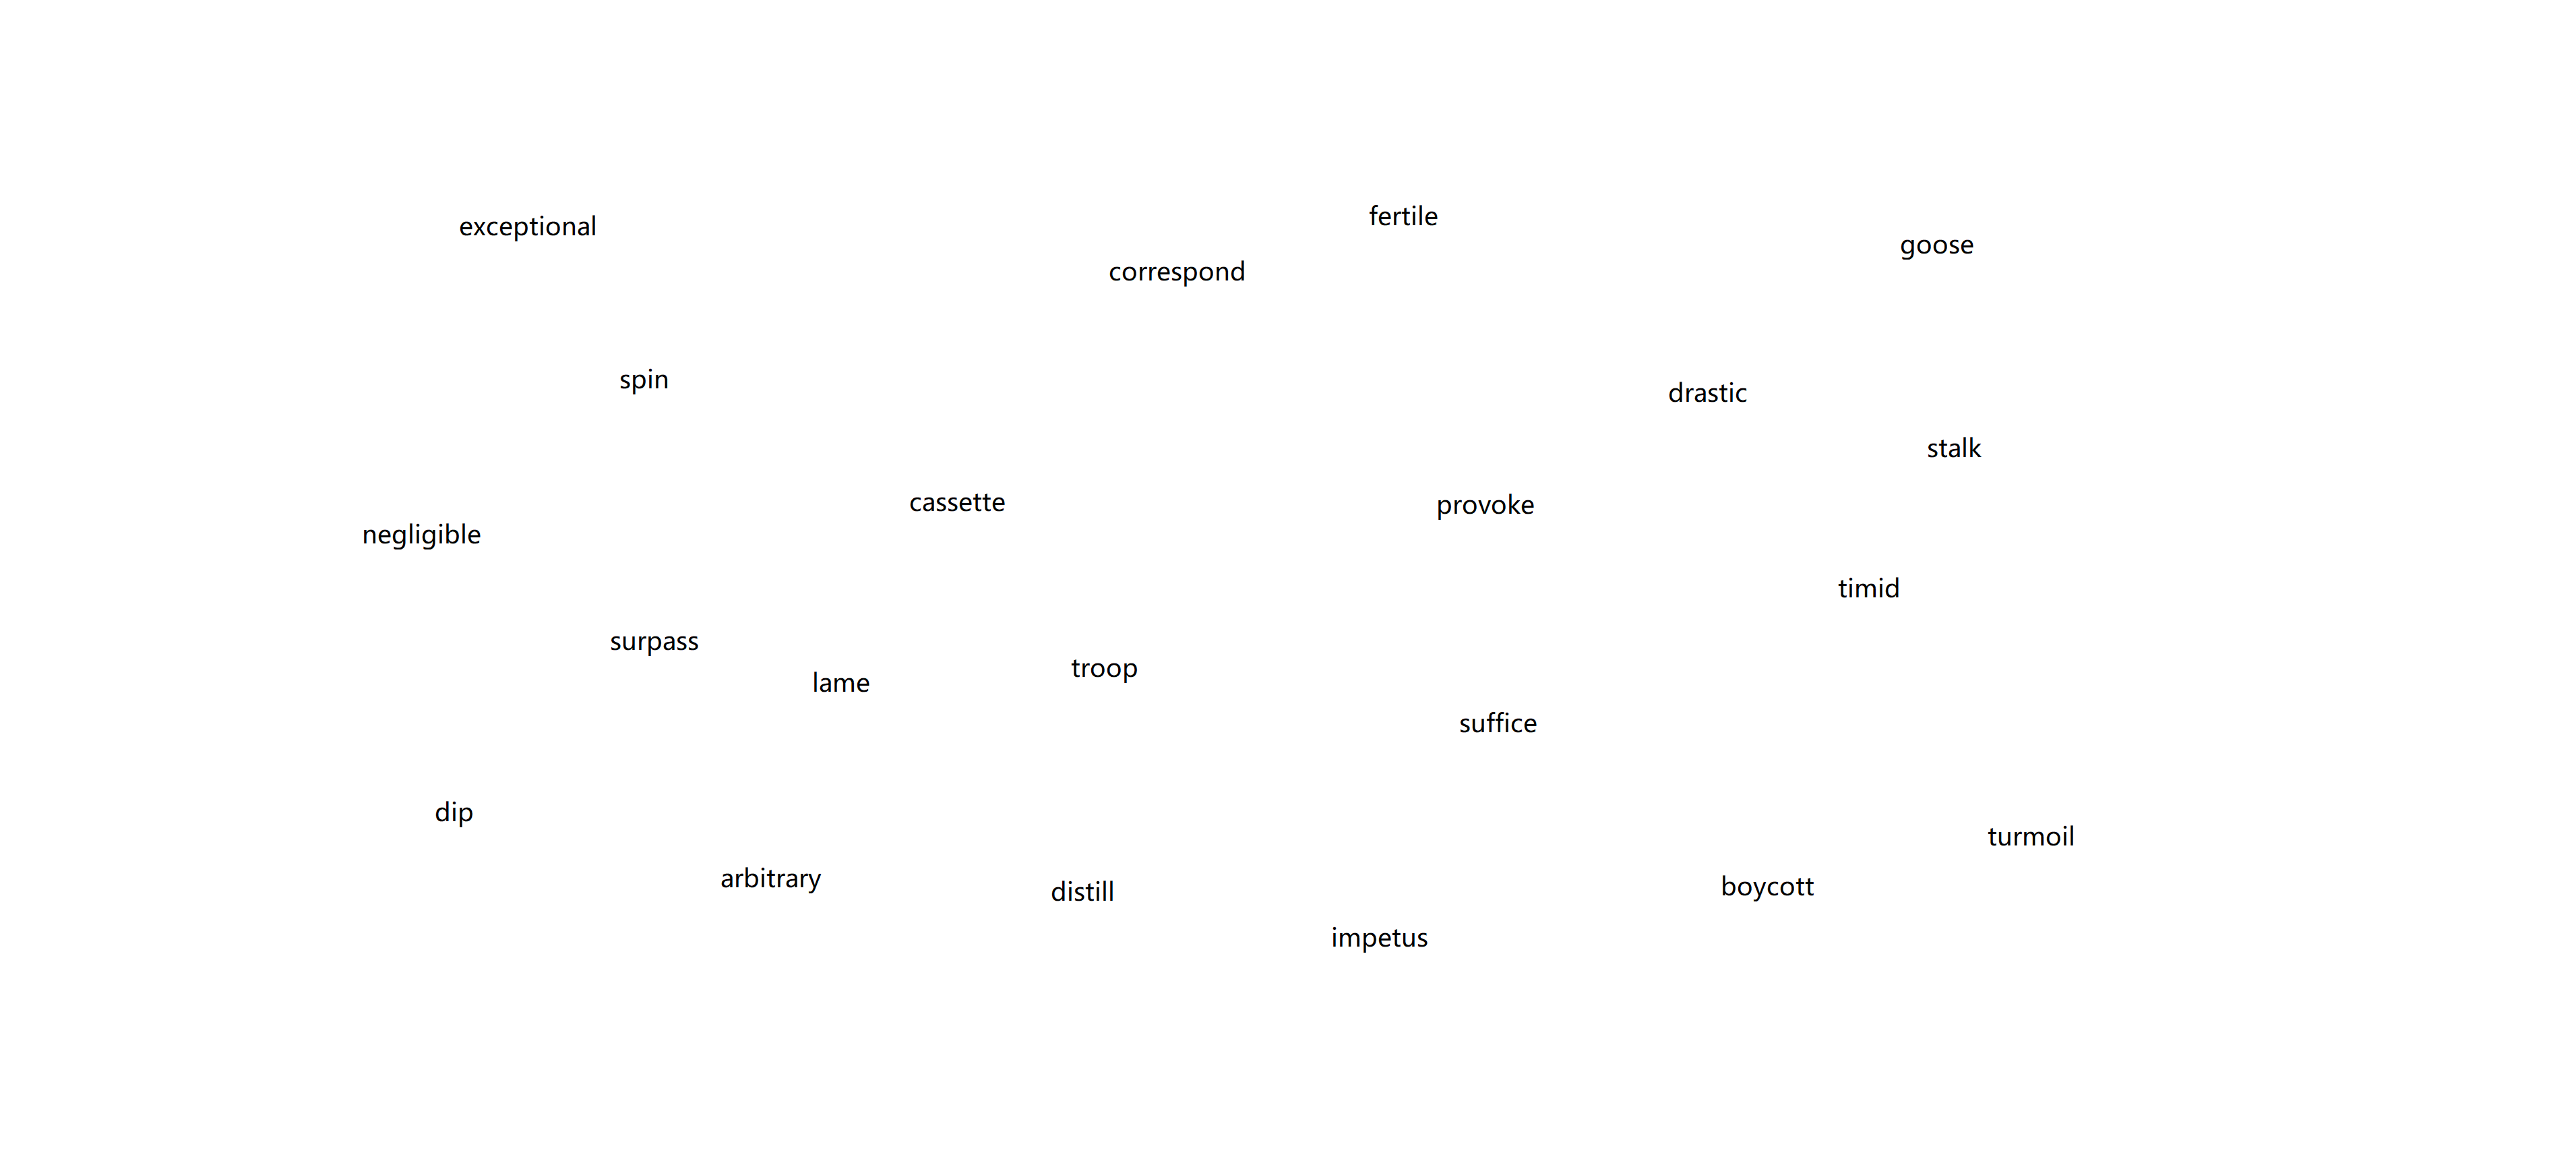 fertile
exceptional
goose
correspond
spin
drastic
stalk
cassette
provoke
negligible
timid
surpass
troop
lame
suffice
dip
turmoil
arbitrary
boycott
distill
impetus